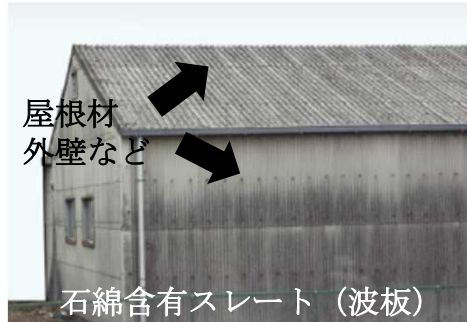 屋根材
外壁など
石綿含有スレート（波板）